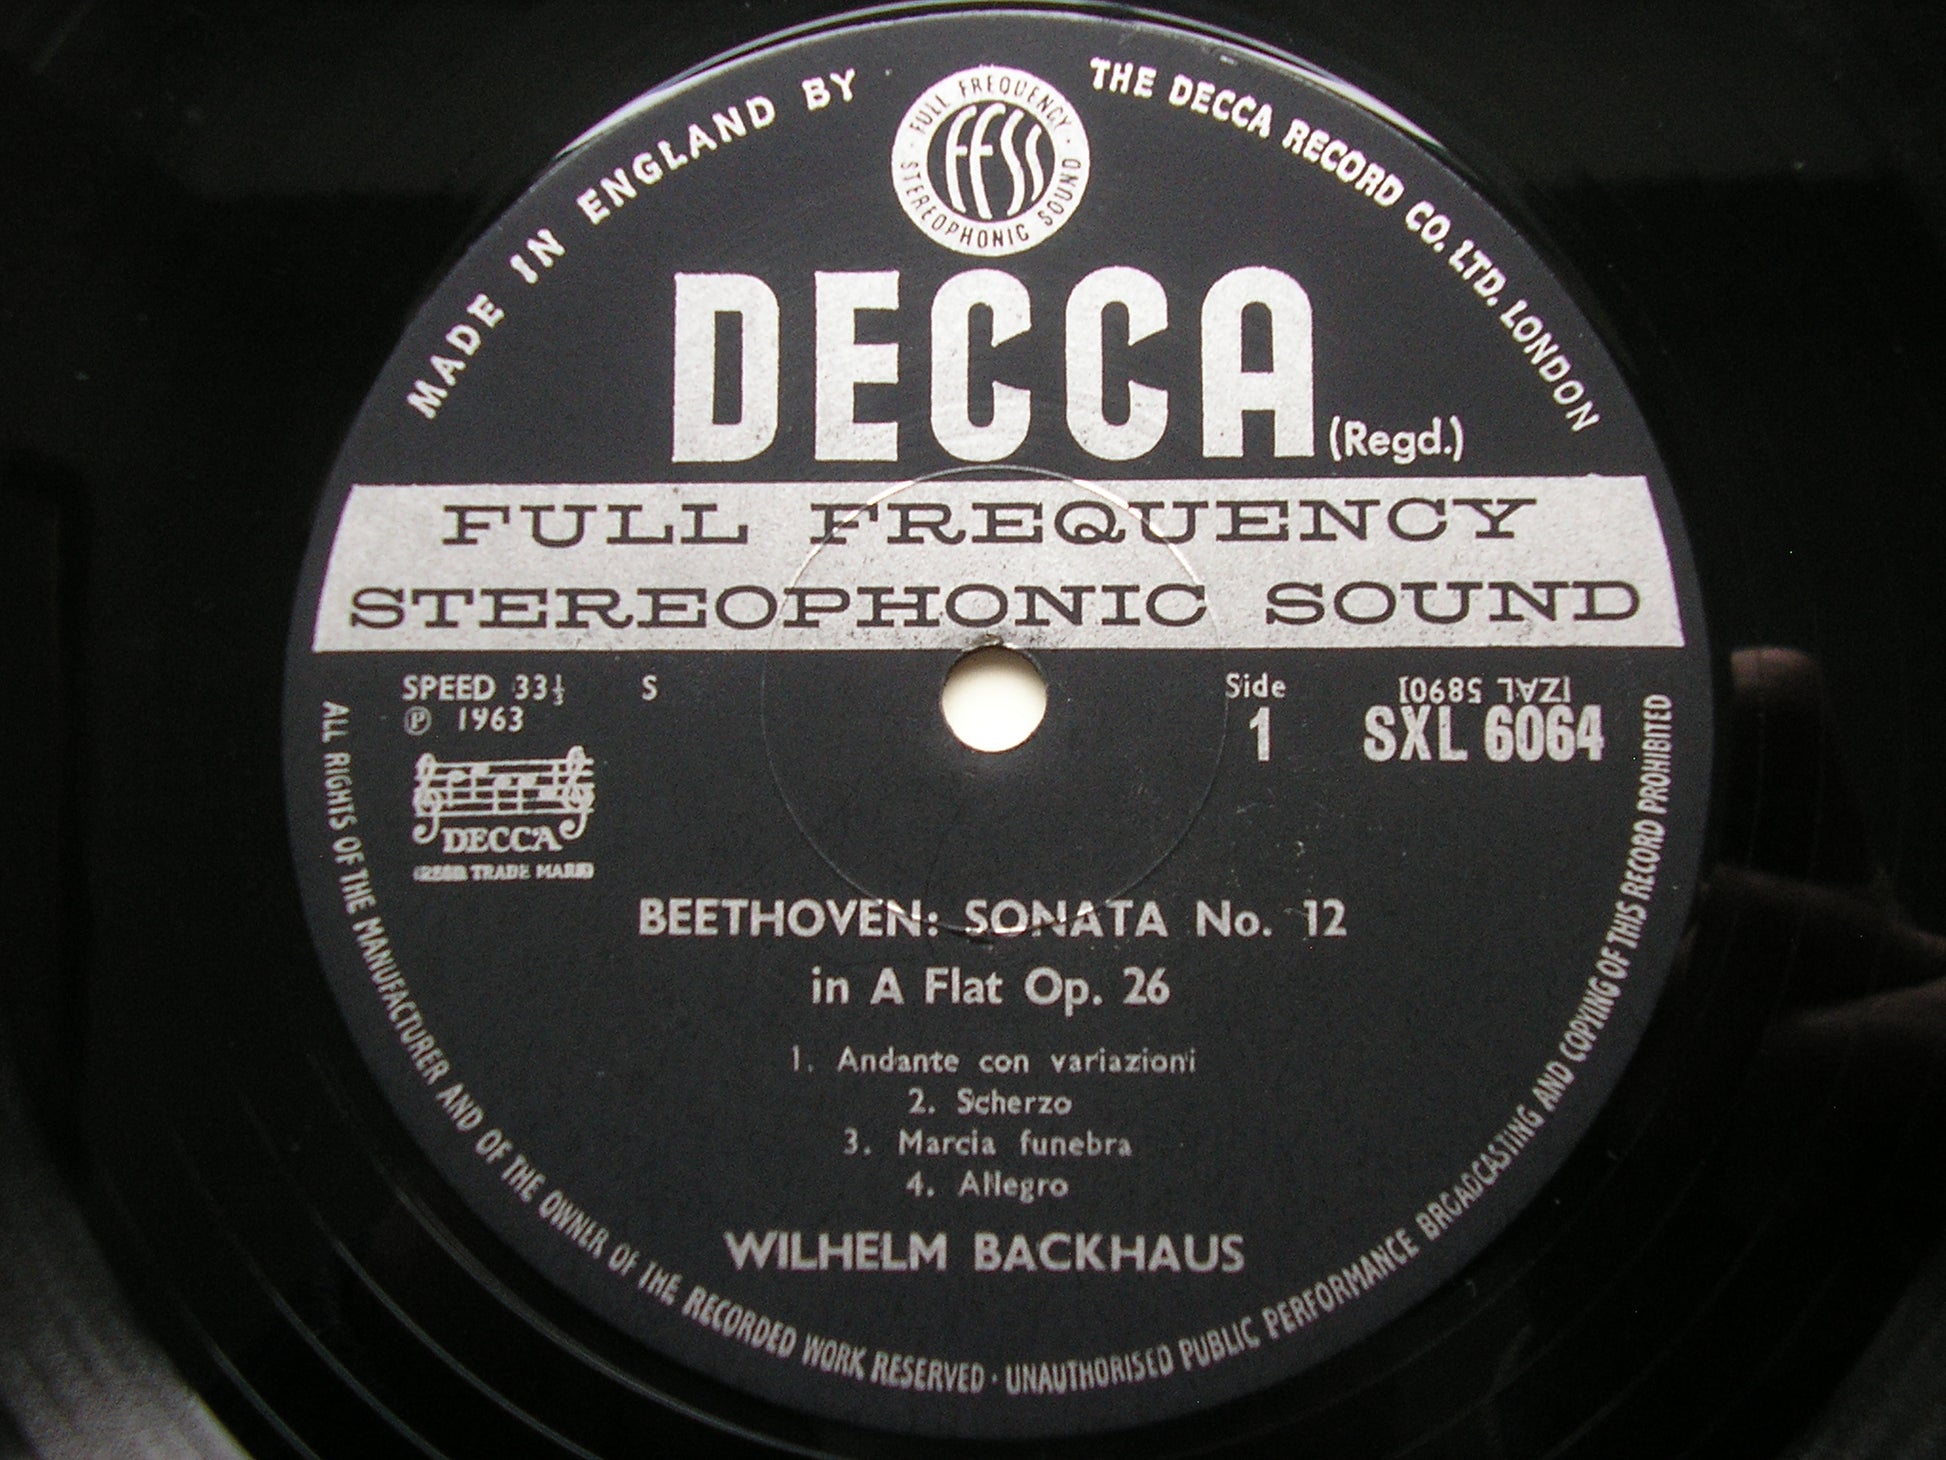 MADE IN ENGLAND BY
THE DECCA RECORD CO. LTD. LONDON
FULL FREQUENCY
STEREOPHONIC SOUND
FFSS
DECCA (Regd.)
FULL FREQUENCY
STEREOPHONIC SOUND
SPEED 33⅓ S
℗ 1963
Side
1
[ZAL 5890]
SXL 6064
DECCA
TRADE MARK
BEETHOVEN: SONATA No. 12
in A Flat Op. 26
1. Andante con variazioni
2. Scherzo
3. Marcia funebra
4. Allegro
WILHELM BACKHAUS
ALL RIGHTS OF THE MANUFACTURER AND OF THE OWNER OF THE RECORDED WORK RESERVED · UNAUTHORISED PUBLIC PERFORMANCE BROADCASTING AND COPYING OF THIS RECORD PROHIBITED